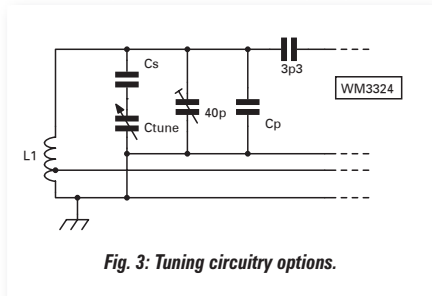 Cs
3p3
WM3324
Ctune
40p
Cp
L1
Fig. 3: Tuning circuitry options.